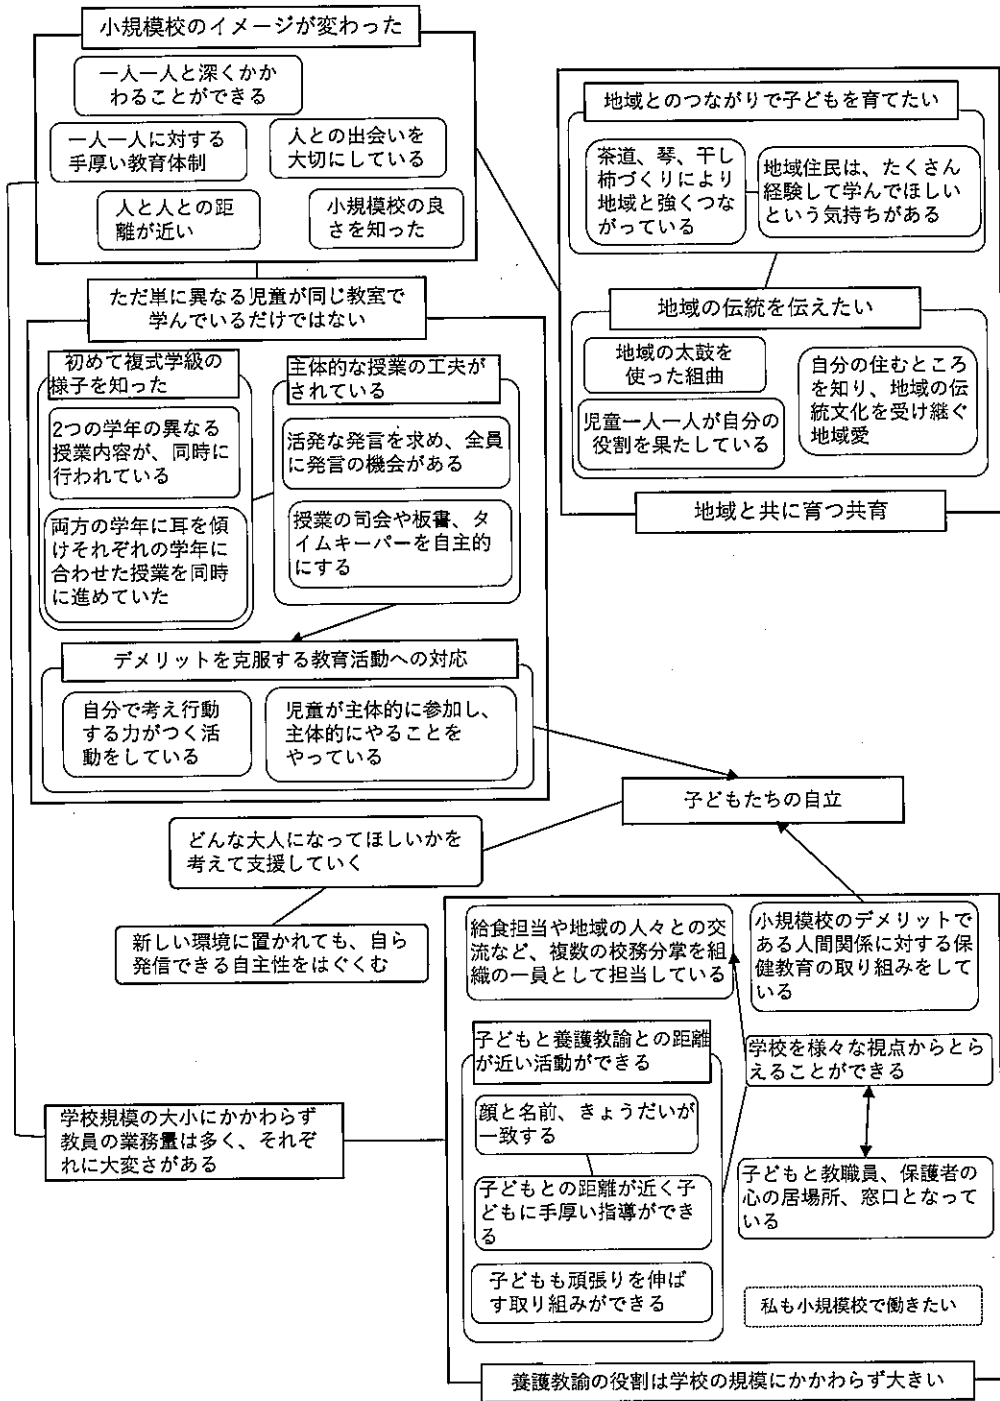 小規模校のイメージが変わった
一人一人と深くかか
わることができる
一人一人に対する
手厚い教育体制
人との出会いを
大切にしている
人と人との距
離が近い
小規模校の良
さを知った
地域とのつながりで子どもを育てたい
茶道、琴、干し
柿づくりにより
地域と強くつな
がっている
地域住民は、たくさん
経験して学んでほしい
という気持ちがある
地域の伝統を伝えたい
地域の太鼓を
使った組曲
児童一人一人が自分の
役割を果たしている
自分の住むところ
を知り、地域の伝
統文化を受け継ぐ
地域愛
地域と共に育つ共育
ただ単に異なる児童が同じ教室で
学んでいるだけではない
初めて複式学級の
様子を知った
2つの学年の異なる
授業内容が、同時に
行われている
両方の学年に耳を傾
けそれぞれの学年に
合わせた授業を同時
に進めていた
主体的な授業の工夫が
されている
活発な発言を求め、全員
に発言の機会がある
授業の司会や板書、タ
イムキーパーを自主的
にする
デメリットを克服する教育活動への対応
自分で考え行動
する力がつく活
動をしている
児童が主体的に参加し、
主体的にやることを
やっている
子どもたちの自立
どんな大人になってほしいかを
考えて支援していく
新しい環境に置かれても、自ら
発信できる自主性をはぐくむ
給食担当や地域の人々との交
流など、複数の校務分掌を組
織の一員として担当している
小規模校のデメリットで
ある人間関係に対する保
健教育の取り組みをして
いる
子どもと養護教諭との距離
が近い活動ができる
顔と名前、きょうだいが
一致する
子どもとの距離が近く子
どもに手厚い指導ができ
る
子どもも頑張りを伸ば
す取り組みができる
学校を様々な視点からとら
えることができる
子どもと教職員、保護者の
心の居場所、窓口となって
いる
私も小規模校で働きたい
学校規模の大小にかかわらず
教員の業務量は多く、それぞ
れに大変さがある
養護教諭の役割は学校の規模にかかわらず大きい